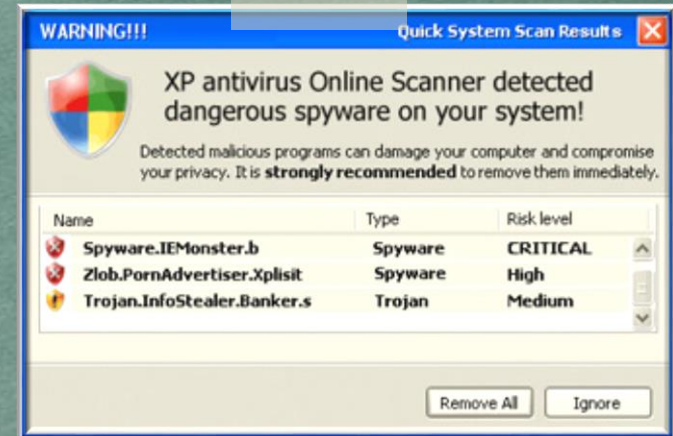 WARNING!!! Quick System Scan Results
XP antivirus Online Scanner detected
dangerous spyware on your system!
Detected malicious programs can damage your computer and compromise
your privacy. It is strongly recommended to remove them immediately.
Name Type Risk level
Spyware.IEMonster.b Spyware CRITICAL
Zlob.PornAdvertiser.Xplisit Spyware High
Trojan.InfoStealer.Banker.s Trojan Medium
Remove All Ignore